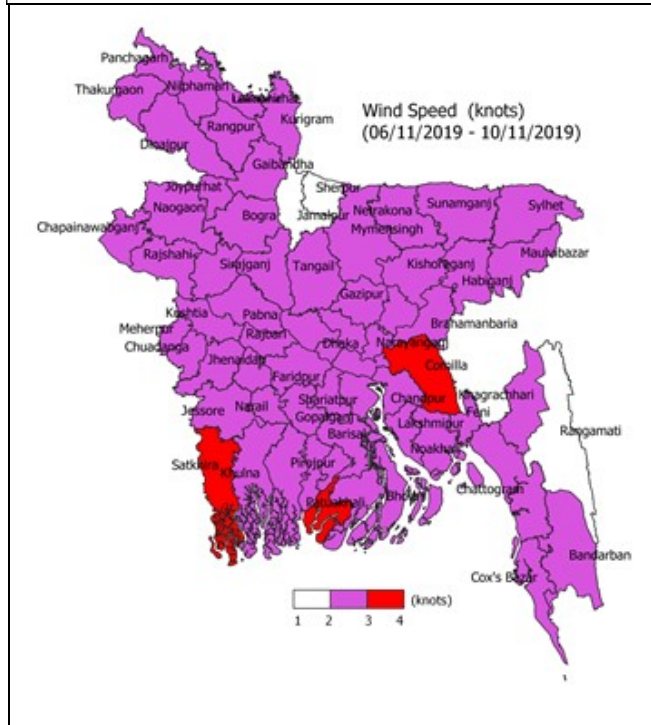 Panchagarh
Thakurgaon
Nilphamari
Rangpur
Kurigram
Dinajpur
Gaibandha
Wind Speed (knots)
(06/11/2019 - 10/11/2019)
Joypurhat
Sherpur
Naogaon
Bogra
Jamalpur
Netrakona
Sunamganj
Sylhet
Chapainawabganj
Mymensingh
Rajshahi
Sirajganj
Tangail
Kishoreganj
Maulvibazar
Habiganj
Gazipur
Kushtia
Pabna
Brahamanbaria
Meherpur
Rajbari
Dhaka
Narayanganj
Chuadanga
Jhenaidah
Comilla
Faridpur
Khagrachhari
Jessore
Narail
Shariatpur
Chandpur
Feni
Gopalganj
Lakshmipur
Rangamati
Barisal
Noakhali
Satkhira
Khulna
Pirojpur
Patuakhali
Bhola
Chattogram
Bandarban
Cox's Bazar
(knots)
1 2 3 4